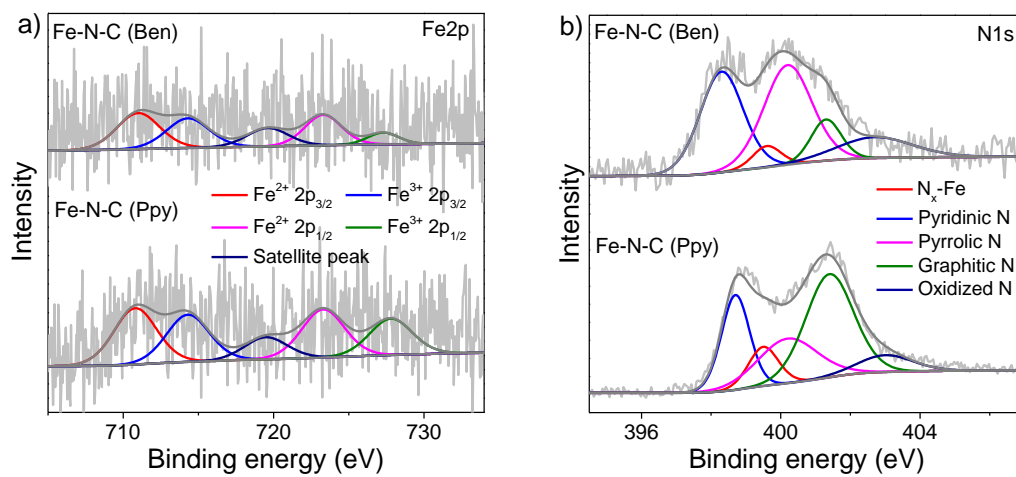 a)
Fe-N-C (Ben)
Fe2p
Intensity
Fe²⁺ 2p₃/₂
Fe³⁺ 2p₃/₂
Fe-N-C (Ppy)
Fe²⁺ 2p₁/₂
Fe³⁺ 2p₁/₂
Satellite peak
710
720
730
Binding energy (eV)
b)
Fe-N-C (Ben)
N1s
Intensity
Nₓ-Fe
Pyridinic N
Fe-N-C (Ppy)
Pyrrolic N
Graphitic N
Oxidized N
396
400
404
Binding energy (eV)